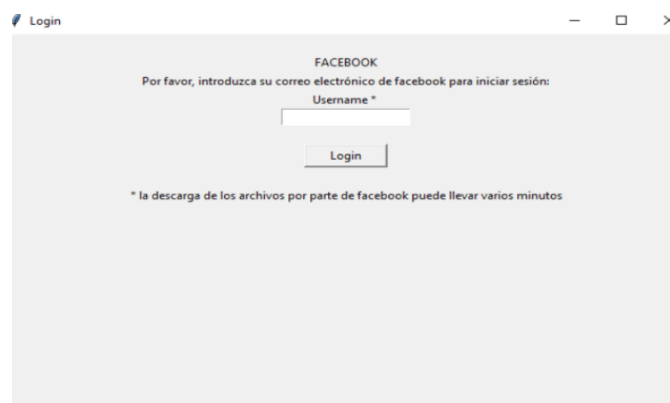 Login
FACEBOOK
Por favor, introduzca su correo electrónico de facebook para iniciar sesión:
Username *
Login
* la descarga de los archivos por parte de facebook puede llevar varios minutos